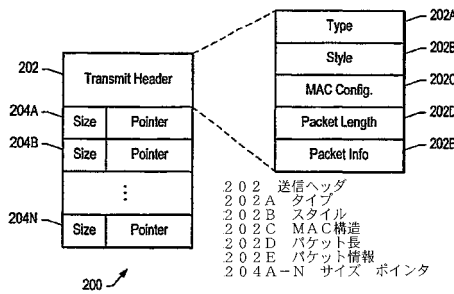 202
Transmit Header
204A
Size Pointer
204B
Size Pointer
⋮
204N
Size Pointer
200
Type
202A
Style
202B
MAC Config.
202C
Packet Length
202D
Packet Info
202E
202 送信ヘッダ
202A タイプ
202B スタイル
202C MAC構造
202D パケット長
202E パケット情報
204A-N サイズ ポインタ